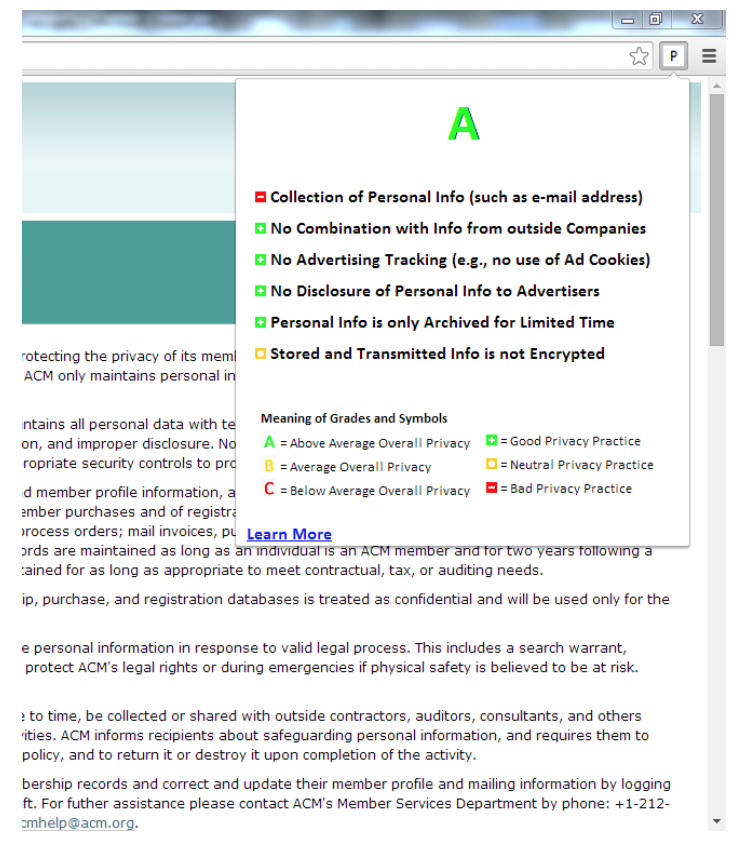 P
A
Collection of Personal Info (such as e-mail address)
No Combination with Info from outside Companies
No Advertising Tracking (e.g., no use of Ad Cookies)
No Disclosure of Personal Info to Advertisers
Personal Info is only Archived for Limited Time
Stored and Transmitted Info is not Encrypted
Meaning of Grades and Symbols
A = Above Average Overall Privacy
B = Average Overall Privacy
C = Below Average Overall Privacy
= Good Privacy Practice
= Neutral Privacy Practice
= Bad Privacy Practice
Learn More
rotecting the privacy of its mem
ACM only maintains personal in
intains all personal data with te
on, and improper disclosure. No
ropriate security controls to pro
d member profile information, a
ember purchases and of registra
process orders; mail invoices, pu
ords are maintained as long as an individual is an ACM member and for two years following a
tained for as long as appropriate to meet contractual, tax, or auditing needs.
ip, purchase, and registration databases is treated as confidential and will be used only for the
e personal information in response to valid legal process. This includes a search warrant,
protect ACM's legal rights or during emergencies if physical safety is believed to be at risk.
e to time, be collected or shared with outside contractors, auditors, consultants, and others
vities. ACM informs recipients about safeguarding personal information, and requires them to
policy, and to return it or destroy it upon completion of the activity.
bership records and correct and update their member profile and mailing information by logging
ft. For futher assistance please contact ACM's Member Services Department by phone: +1-212-
cmhelp@acm.org.